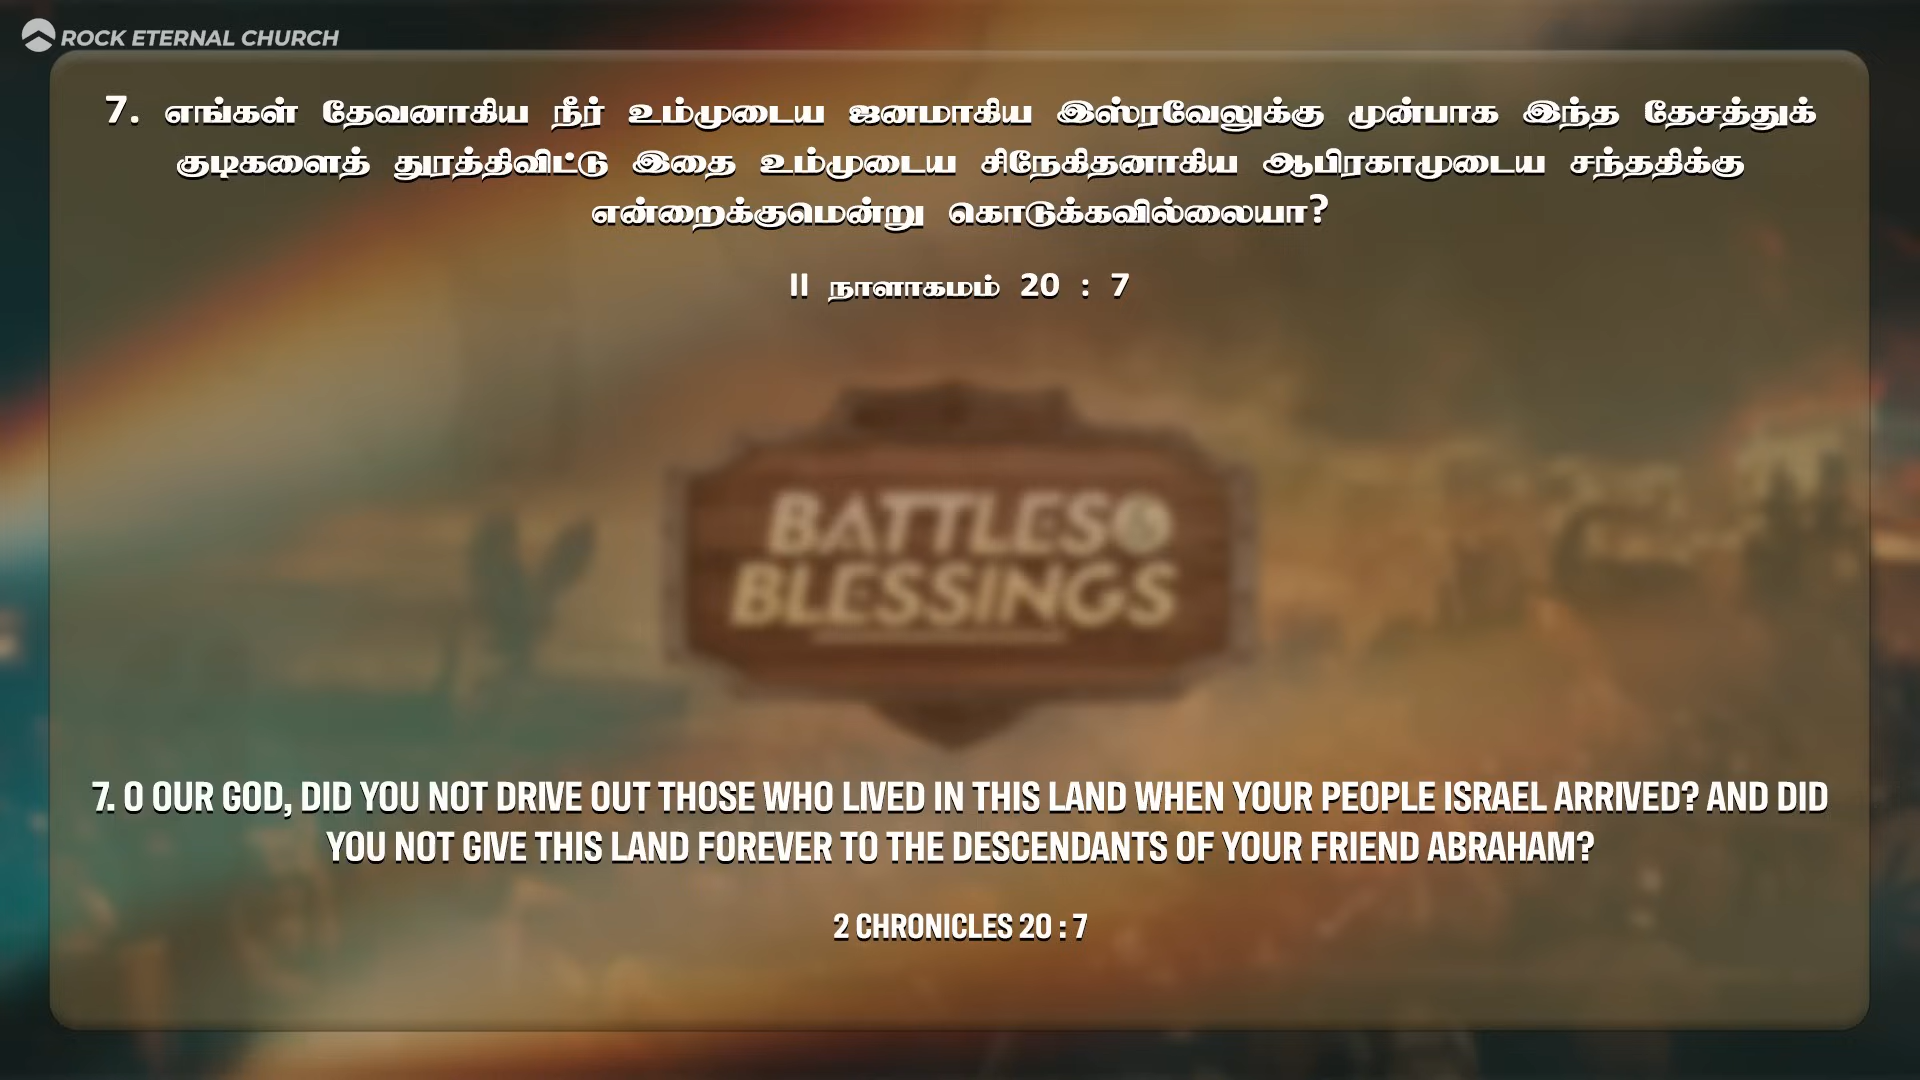 ROCK ETERNAL CHURCH
7. எங்கள் தேவனாகிய நீர் உம்முடைய ஜனமாகிய இஸ்ரவேலுக்கு முன்பாக இந்த தேசத்துக்
குடிகளைத் துரத்திவிட்டு இதை உம்முடைய சிநேகிதனாகிய ஆபிரகாமுடைய சந்ததிக்கு
என்றைக்குமென்று கொடுக்கவில்லையா?
II நாளாகமம் 20 : 7
BATTLES
BLESSINGS
7. O OUR GOD, DID YOU NOT DRIVE OUT THOSE WHO LIVED IN THIS LAND WHEN YOUR PEOPLE ISRAEL ARRIVED? AND DID
YOU NOT GIVE THIS LAND FOREVER TO THE DESCENDANTS OF YOUR FRIEND ABRAHAM?
2 CHRONICLES 20 : 7